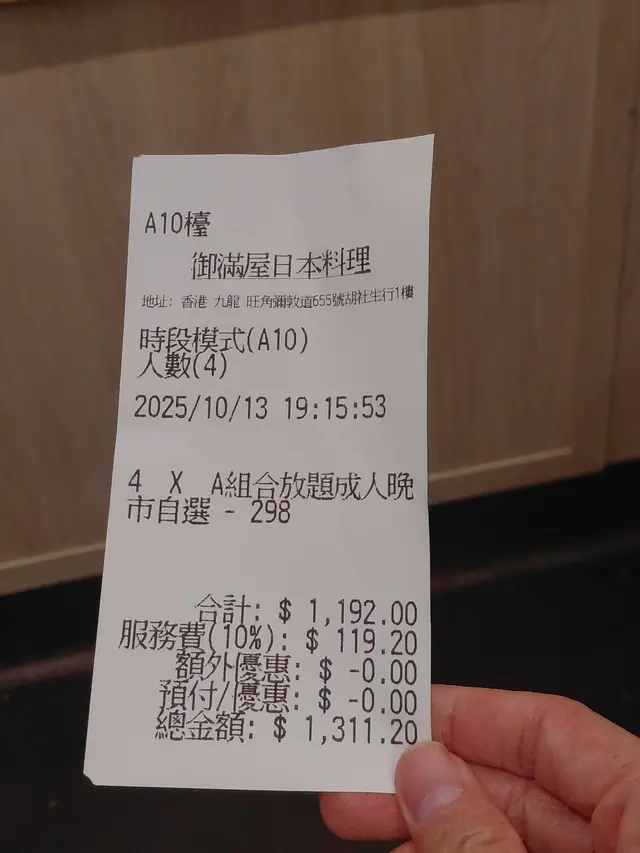 A10檯
御滿屋日本料理
地址: 香港 九龍 旺角彌敦道655號胡社生行1樓
時段模式(A10)
人數(4)
2025/10/13 19:15:53
4 X A組合放題成人晚
市自選 - 298
合計: $ 1,192.00
服務費(10%): $ 119.20
額外優惠: $ -0.00
預付/優惠: $ -0.00
總金額: $ 1,311.20